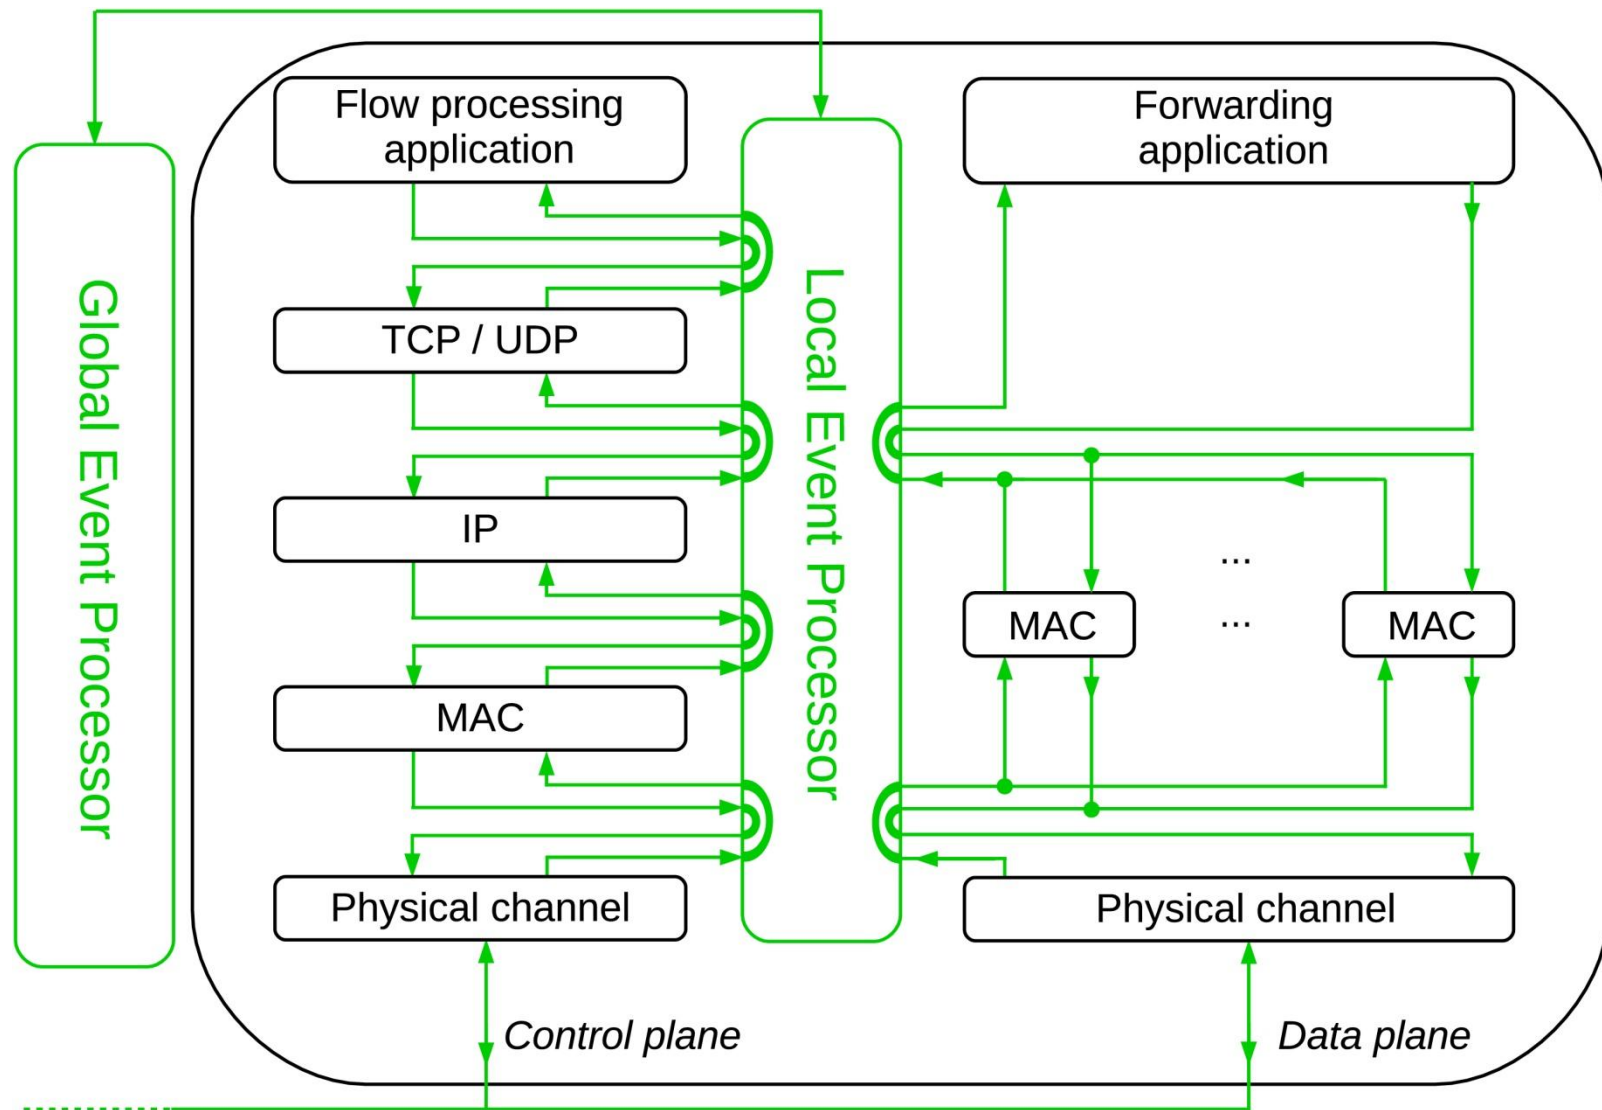 Flow processing
application
Forwarding
application
Global Event Processor
Local Event Processor
TCP / UDP
IP
...
MAC
...
MAC
MAC
Physical channel
Physical channel
Control plane
Data plane